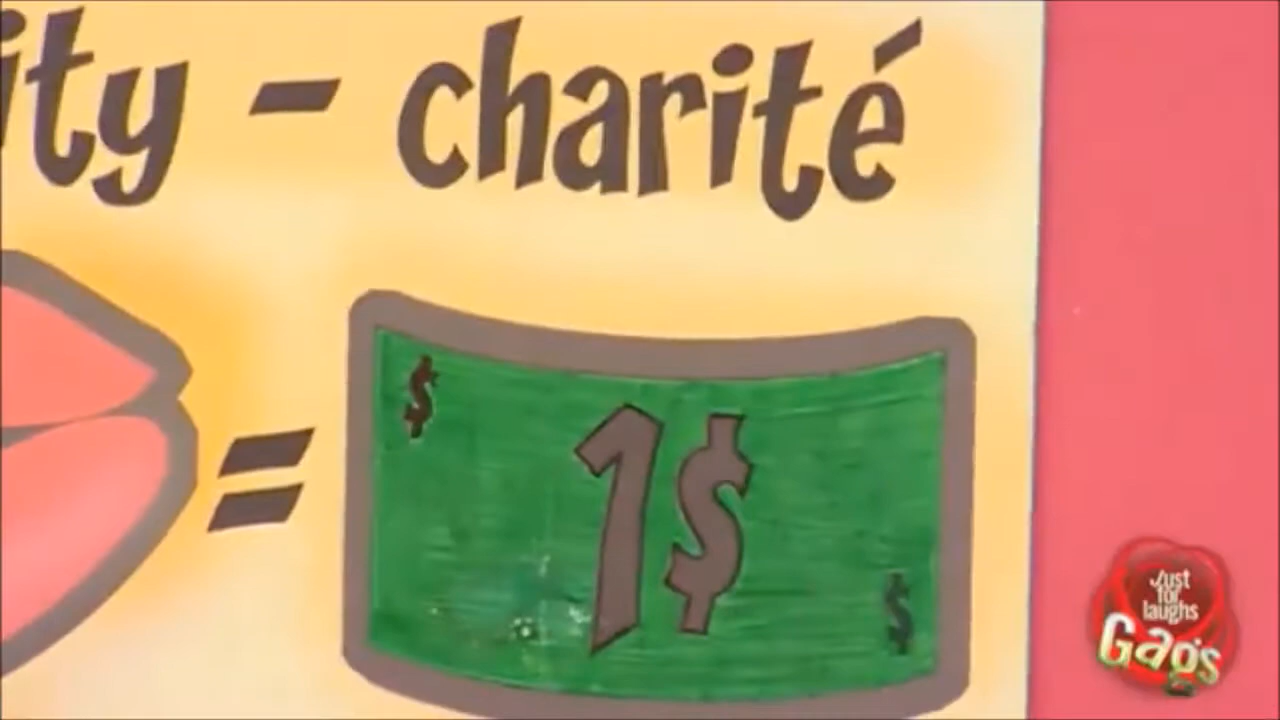 ity - charité
=
$
1$
$
Just
for
laughs
Gags